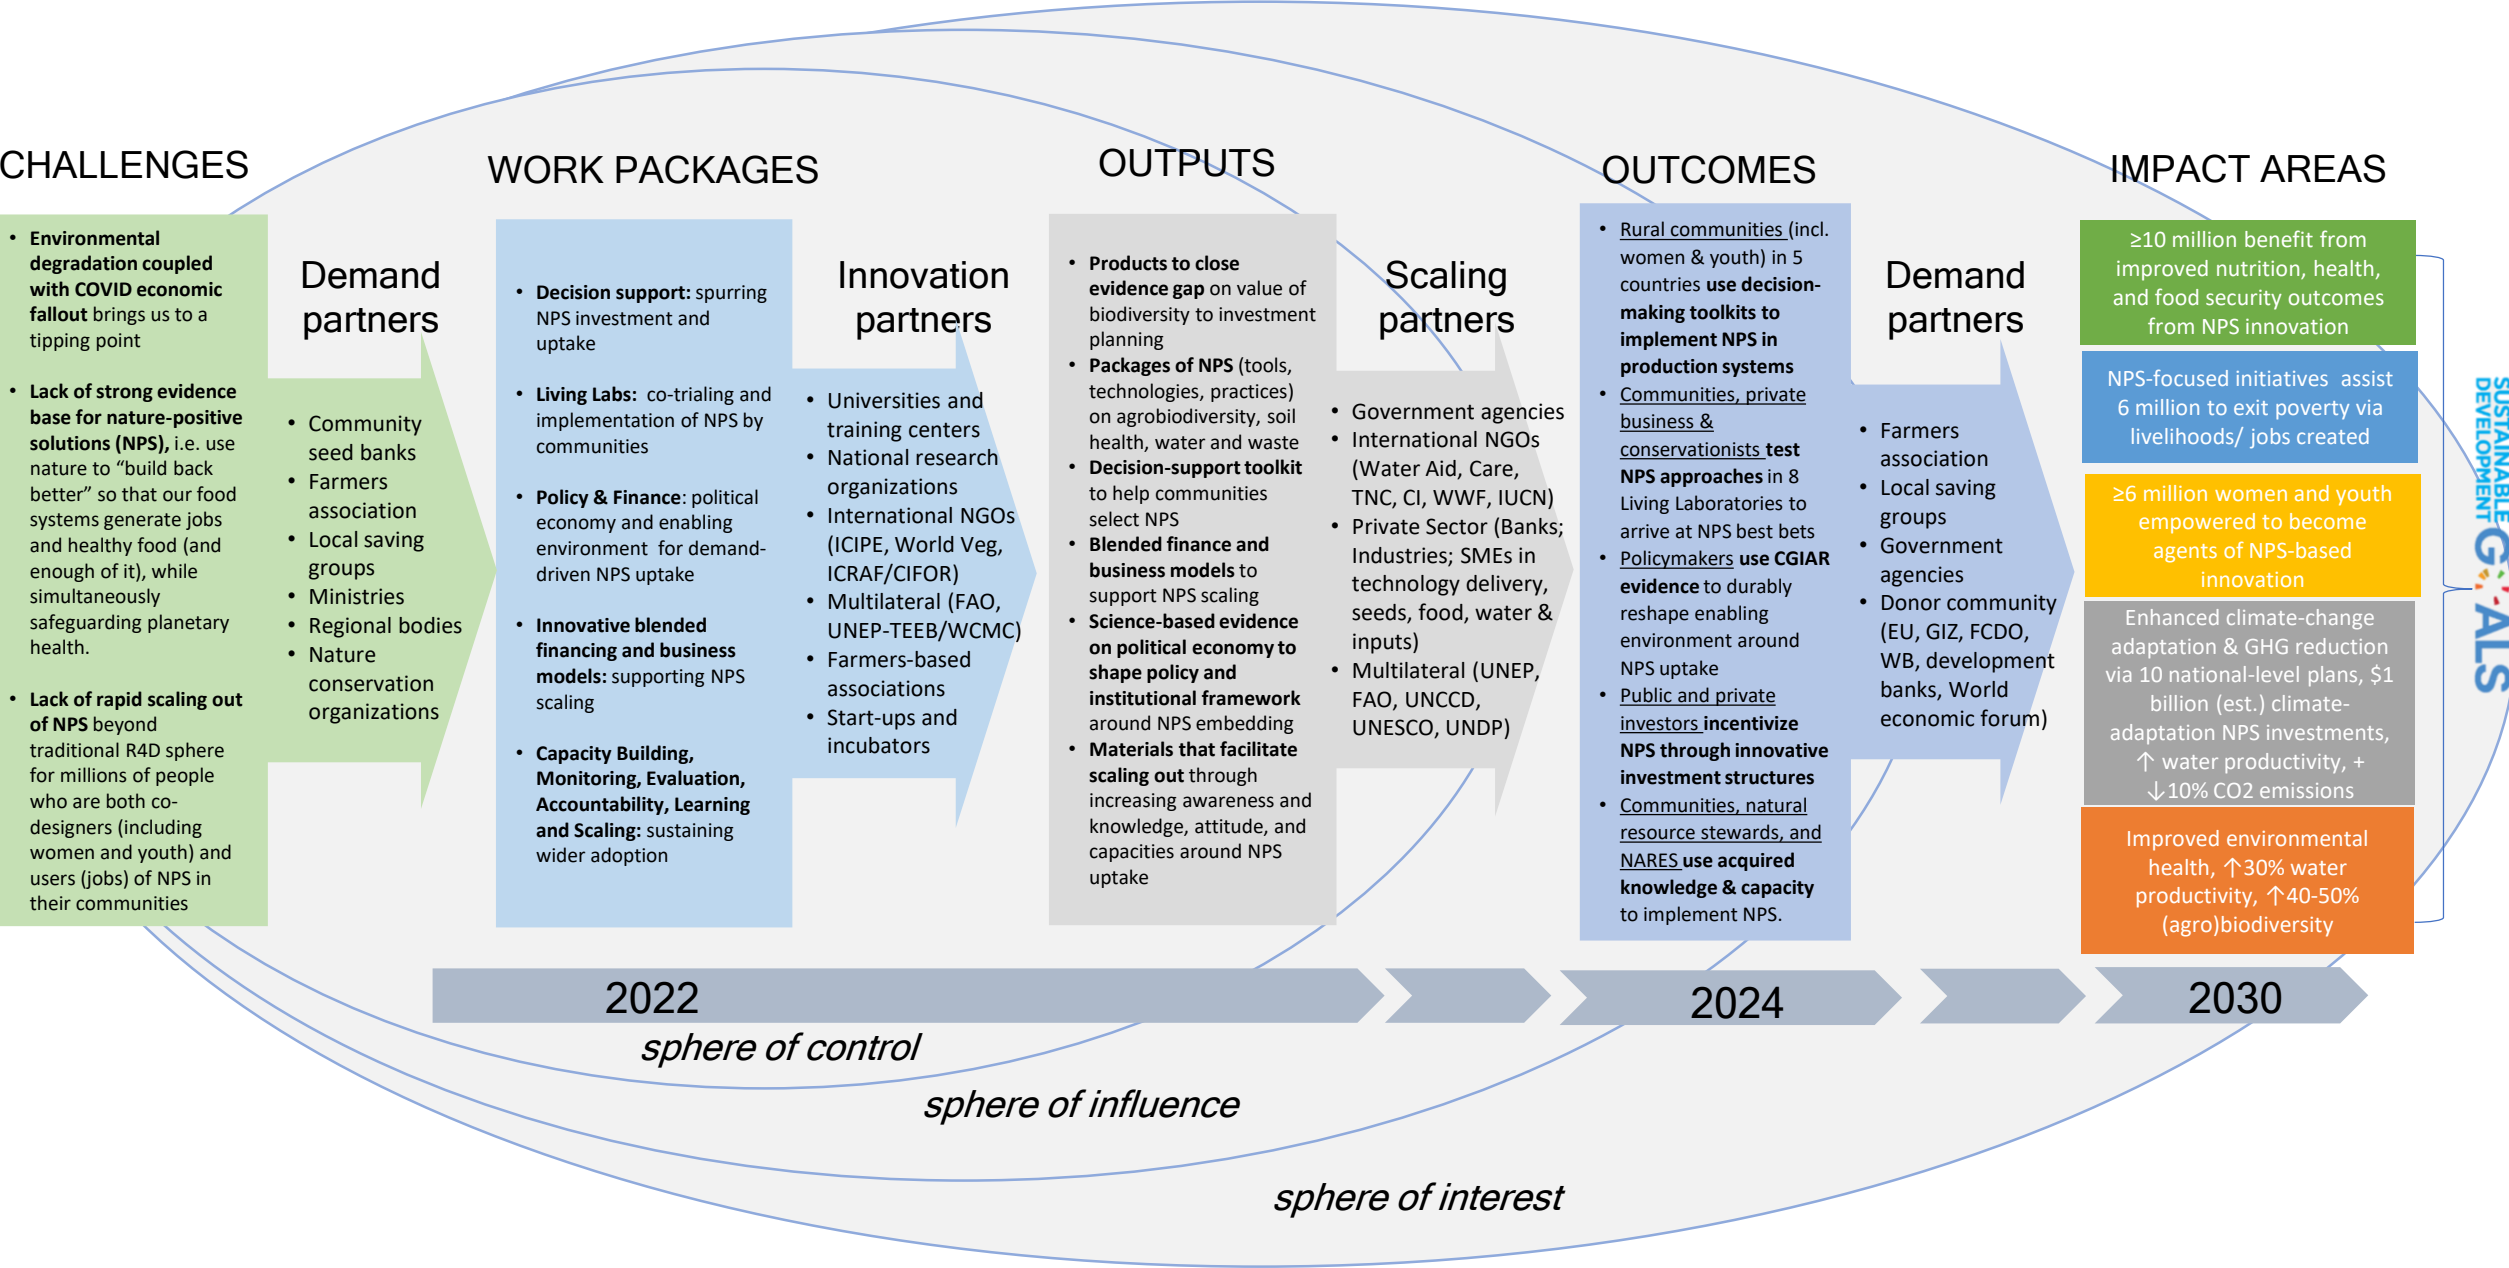 CHALLENGES
• Environmental
degradation coupled
with COVID economic
fallout brings us to a
tipping point
• Lack of strong evidence
base for nature-positive
solutions (NPS), i.e. use
nature to “build back
better” so that our food
systems generate jobs
and healthy food (and
enough of it), while
simultaneously
safeguarding planetary
health.
• Lack of rapid scaling out
of NPS beyond
traditional R4D sphere
for millions of people
who are both co-
designers (including
women and youth) and
users (jobs) of NPS in
their communities
Demand
partners
• Community
seed banks
• Farmers
association
• Local saving
groups
• Ministries
• Regional bodies
• Nature
conservation
organizations
WORK PACKAGES
• Decision support: spurring
NPS investment and
uptake
• Living Labs: co-trialing and
implementation of NPS by
communities
• Policy & Finance: political
economy and enabling
environment for demand-
driven NPS uptake
• Innovative blended
financing and business
models: supporting NPS
scaling
• Capacity Building,
Monitoring, Evaluation,
Accountability, Learning
and Scaling: sustaining
wider adoption
Innovation
partners
• Universities and
training centers
• National research
organizations
• International NGOs
(ICIPE, World Veg,
ICRAF/CIFOR)
• Multilateral (FAO,
UNEP-TEEB/WCMC)
• Farmers-based
associations
• Start-ups and
incubators
OUTPUTS
• Products to close
evidence gap on value of
biodiversity to investment
planning
• Packages of NPS (tools,
technologies, practices)
on agrobiodiversity, soil
health, water and waste
• Decision-support toolkit
to help communities
select NPS
• Blended finance and
business models to
support NPS scaling
• Science-based evidence
on political economy to
shape policy and
institutional framework
around NPS embedding
• Materials that facilitate
scaling out through
increasing awareness and
knowledge, attitude, and
capacities around NPS
uptake
Scaling
partners
• Government agencies
• International NGOs
(Water Aid, Care,
TNC, CI, WWF, IUCN)
• Private Sector (Banks;
Industries; SMEs in
technology delivery,
seeds, food, water &
inputs)
• Multilateral (UNEP,
FAO, UNCCD,
UNESCO, UNDP)
OUTCOMES
• Rural communities (incl.
women & youth) in 5
countries use decision-
making toolkits to
implement NPS in
production systems
• Communities, private
business &
conservationists test
NPS approaches in 8
Living Laboratories to
arrive at NPS best bets
• Policymakers use CGIAR
evidence to durably
reshape enabling
environment around
NPS uptake
• Public and private
investors incentivize
NPS through innovative
investment structures
• Communities, natural
resource stewards, and
NARES use acquired
knowledge & capacity
to implement NPS.
Demand
partners
• Farmers
association
• Local saving
groups
• Government
agencies
• Donor community
(EU, GIZ, FCDO,
WB, development
banks, World
economic forum)
IMPACT AREAS
≥10 million benefit from
improved nutrition, health,
and food security outcomes
from NPS innovation
NPS-focused initiatives assist
6 million to exit poverty via
livelihoods/ jobs created
≥6 million women and youth
empowered to become
agents of NPS-based
innovation
Enhanced climate-change
adaptation & GHG reduction
via 10 national-level plans, $1
billion (est.) climate-
adaptation NPS investments,
↑ water productivity, +
↓10% CO2 emissions
Improved environmental
health, ↑30% water
productivity, ↑40-50%
(agro)biodiversity
SUSTAINABLE
DEVELOPMENT
GOALS
2022
2024
2030
sphere of control
sphere of influence
sphere of interest